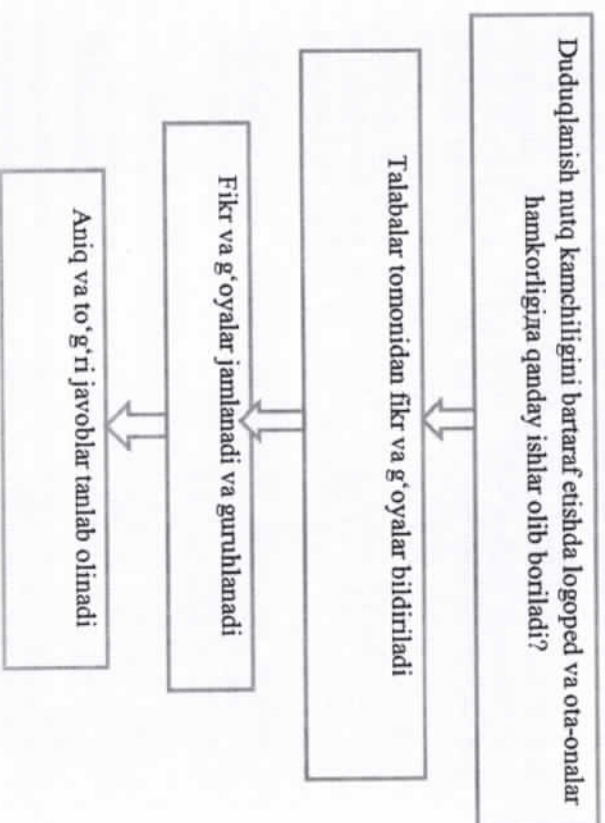 Duduqlanish nutq kamchiligini bartaraf etishda logoped va ota-onalar
hamkorligiда qanday ishlar olib boriladi?
Talabalar tomonidan fikr va g‘oyalar bildiriladi
Fikr va g‘oyalar jamlanadi va guruhlanadi
Aniq va to‘g‘ri javoblar tanlab olinadi